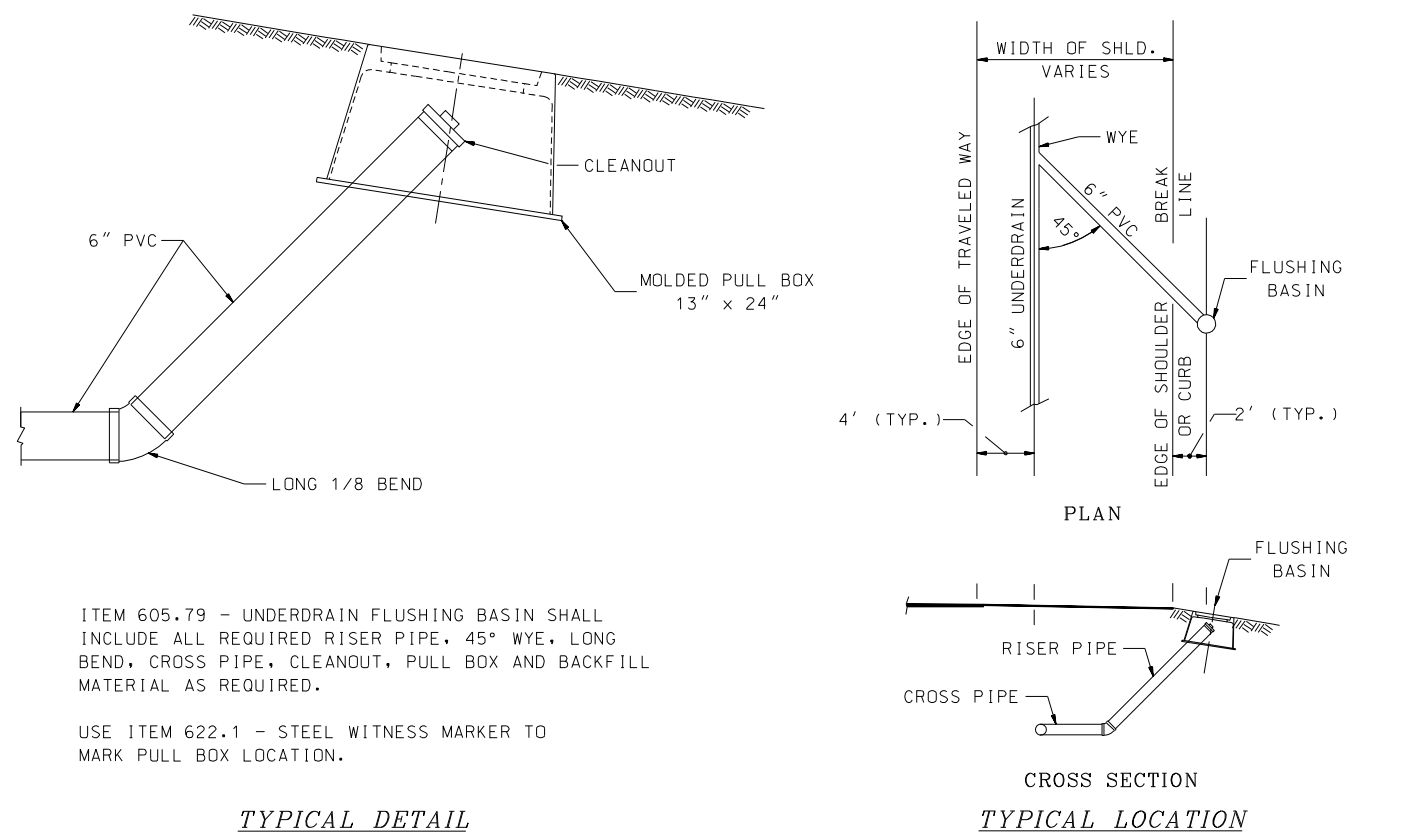 CLEANOUT
6" PVC
MOLDED PULL BOX
13" x 24"
LONG 1/8 BEND
ITEM 605.79 - UNDERDRAIN FLUSHING BASIN SHALL
INCLUDE ALL REQUIRED RISER PIPE, 45° WYE, LONG
BEND, CROSS PIPE, CLEANOUT, PULL BOX AND BACKFILL
MATERIAL AS REQUIRED.
USE ITEM 622.1 - STEEL WITNESS MARKER TO
MARK PULL BOX LOCATION.
TYPICAL DETAIL
WIDTH OF SHLD.
VARIES
WYE
EDGE OF TRAVELED WAY
6" UNDERDRAIN
45°
6" PVC
BREAK
LINE
FLUSHING
BASIN
EDGE OF SHOULDER
OR CURB
4' (TYP.)
2' (TYP.)
PLAN
FLUSHING
BASIN
RISER PIPE
CROSS PIPE
CROSS SECTION
TYPICAL LOCATION